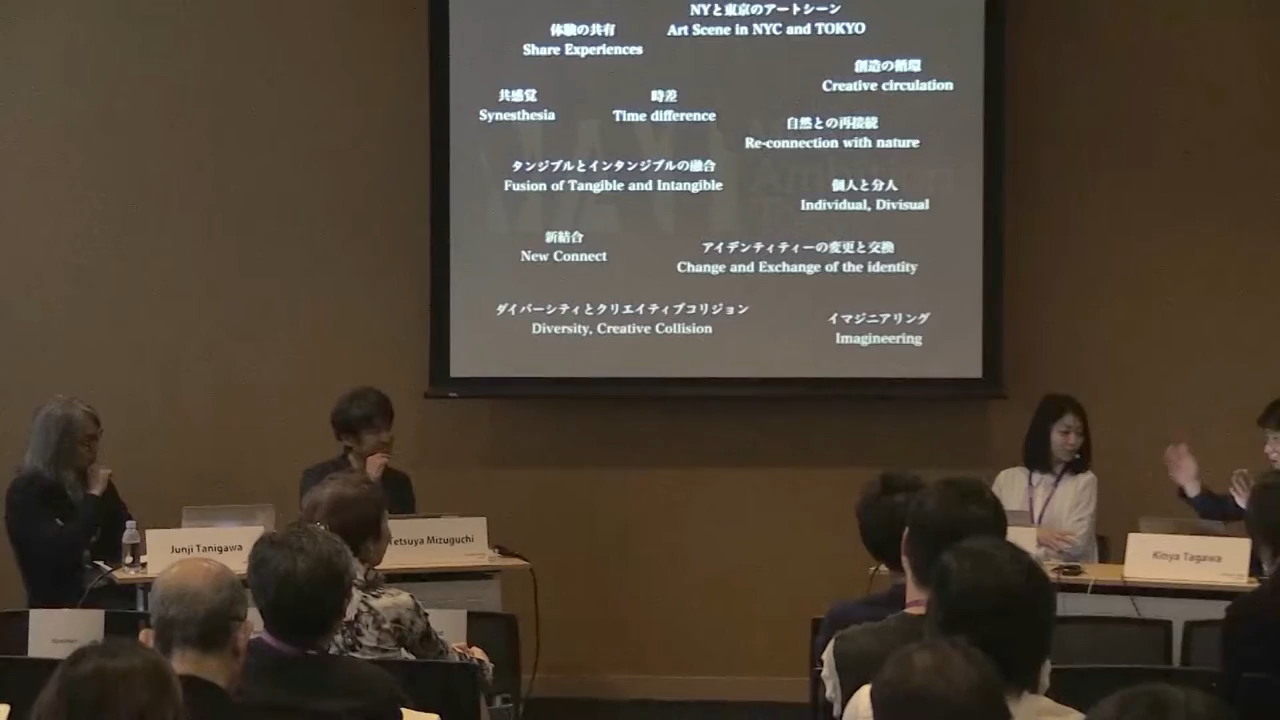 NYと東京のアートシーン
Art Scene in NYC and TOKYO
体験の共有
Share Experiences
創造の循環
Creative circulation
共感覚
Synesthesia
時差
Time difference
自然との再接続
Re-connection with nature
タンジブルとインタンジブルの融合
Fusion of Tangible and Intangible
個人と分人
Individual, Divisual
新結合
New Connect
アイデンティティーの変更と交換
Change and Exchange of the identity
ダイバーシティとクリエイティブコリジョン
Diversity, Creative Collision
イマジニアリング
Imagineering
Junji Tanigawa
Tetsuya Mizuguchi
Kinya Tagawa